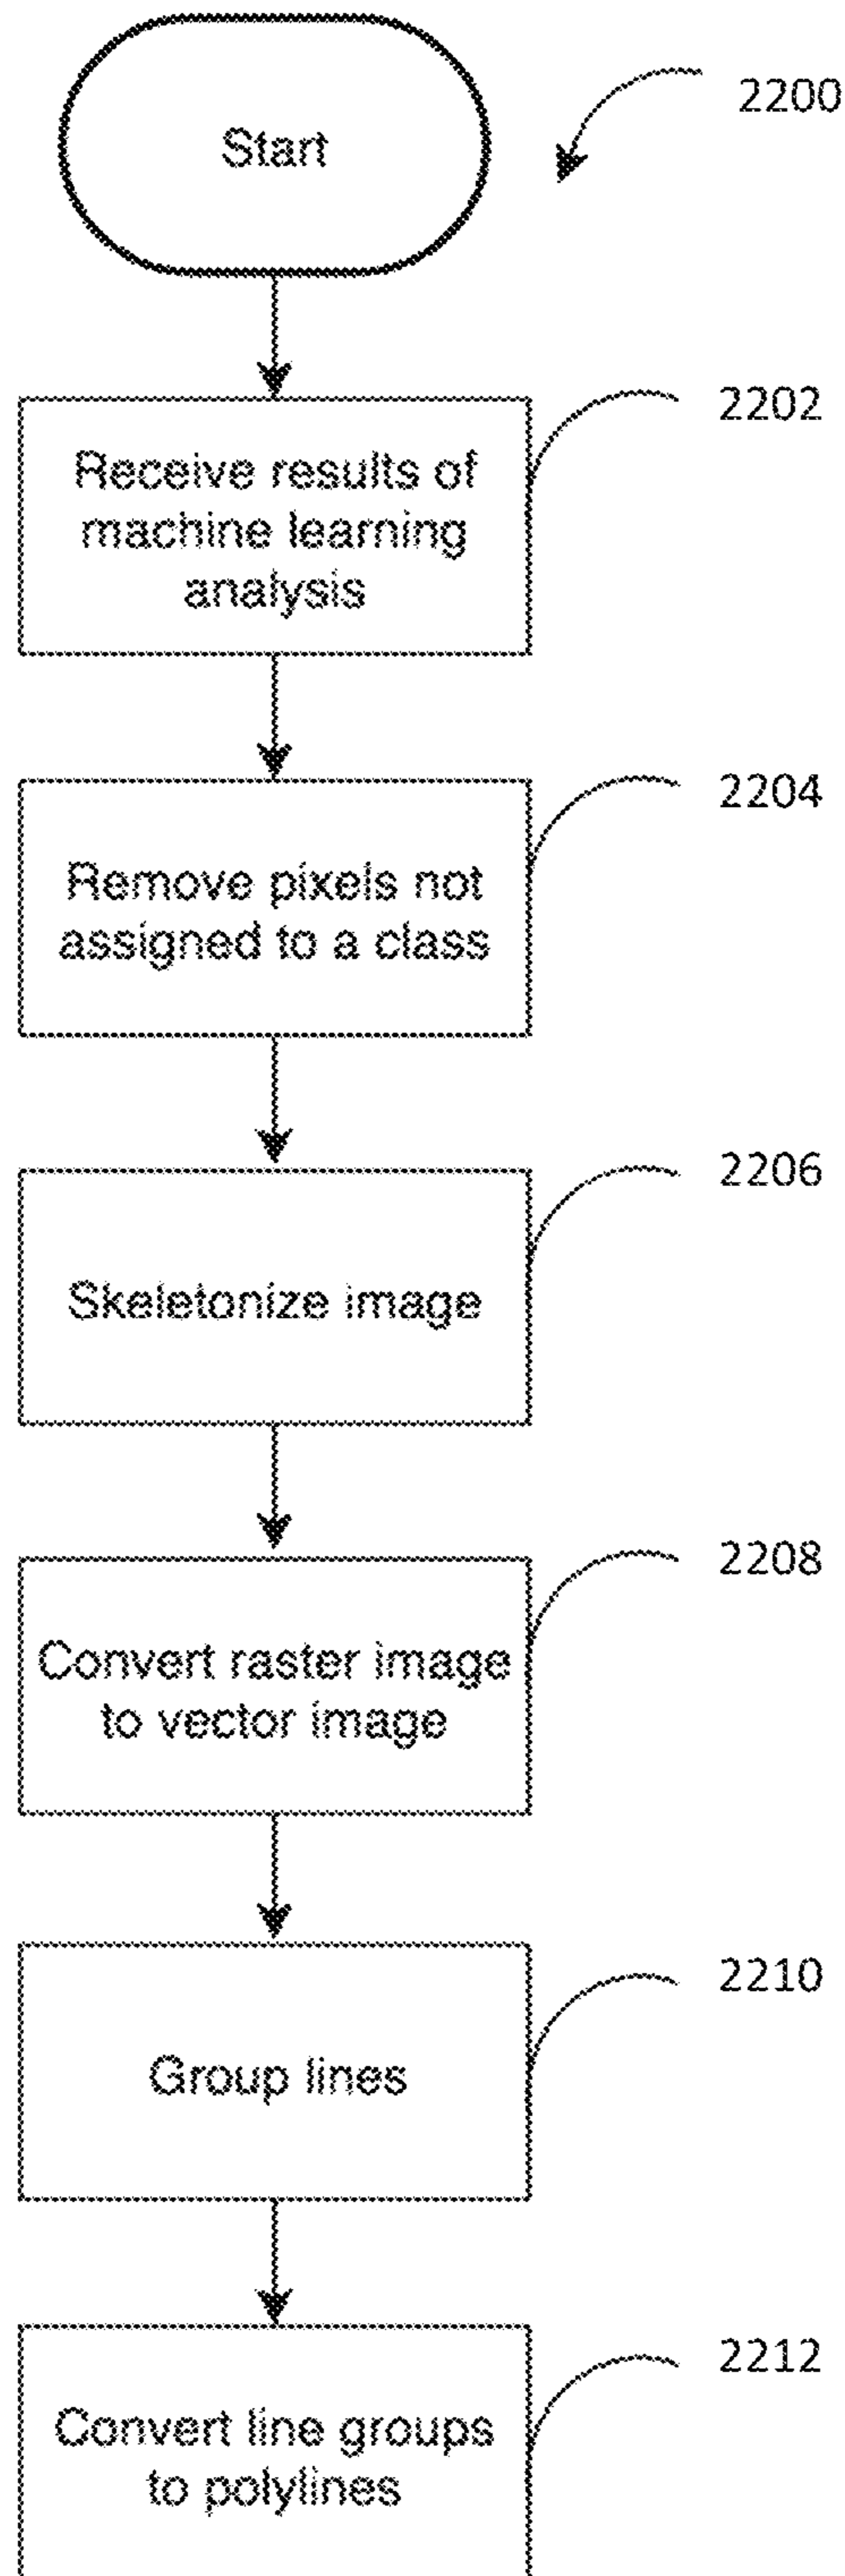 Start
2200
2202
Receive results of
machine learning
analysis
2204
Remove pixels not
assigned to a class
2206
Skeletonize image
2208
Convert raster image
to vector image
2210
Group lines
2212
Convert line groups
to polylines